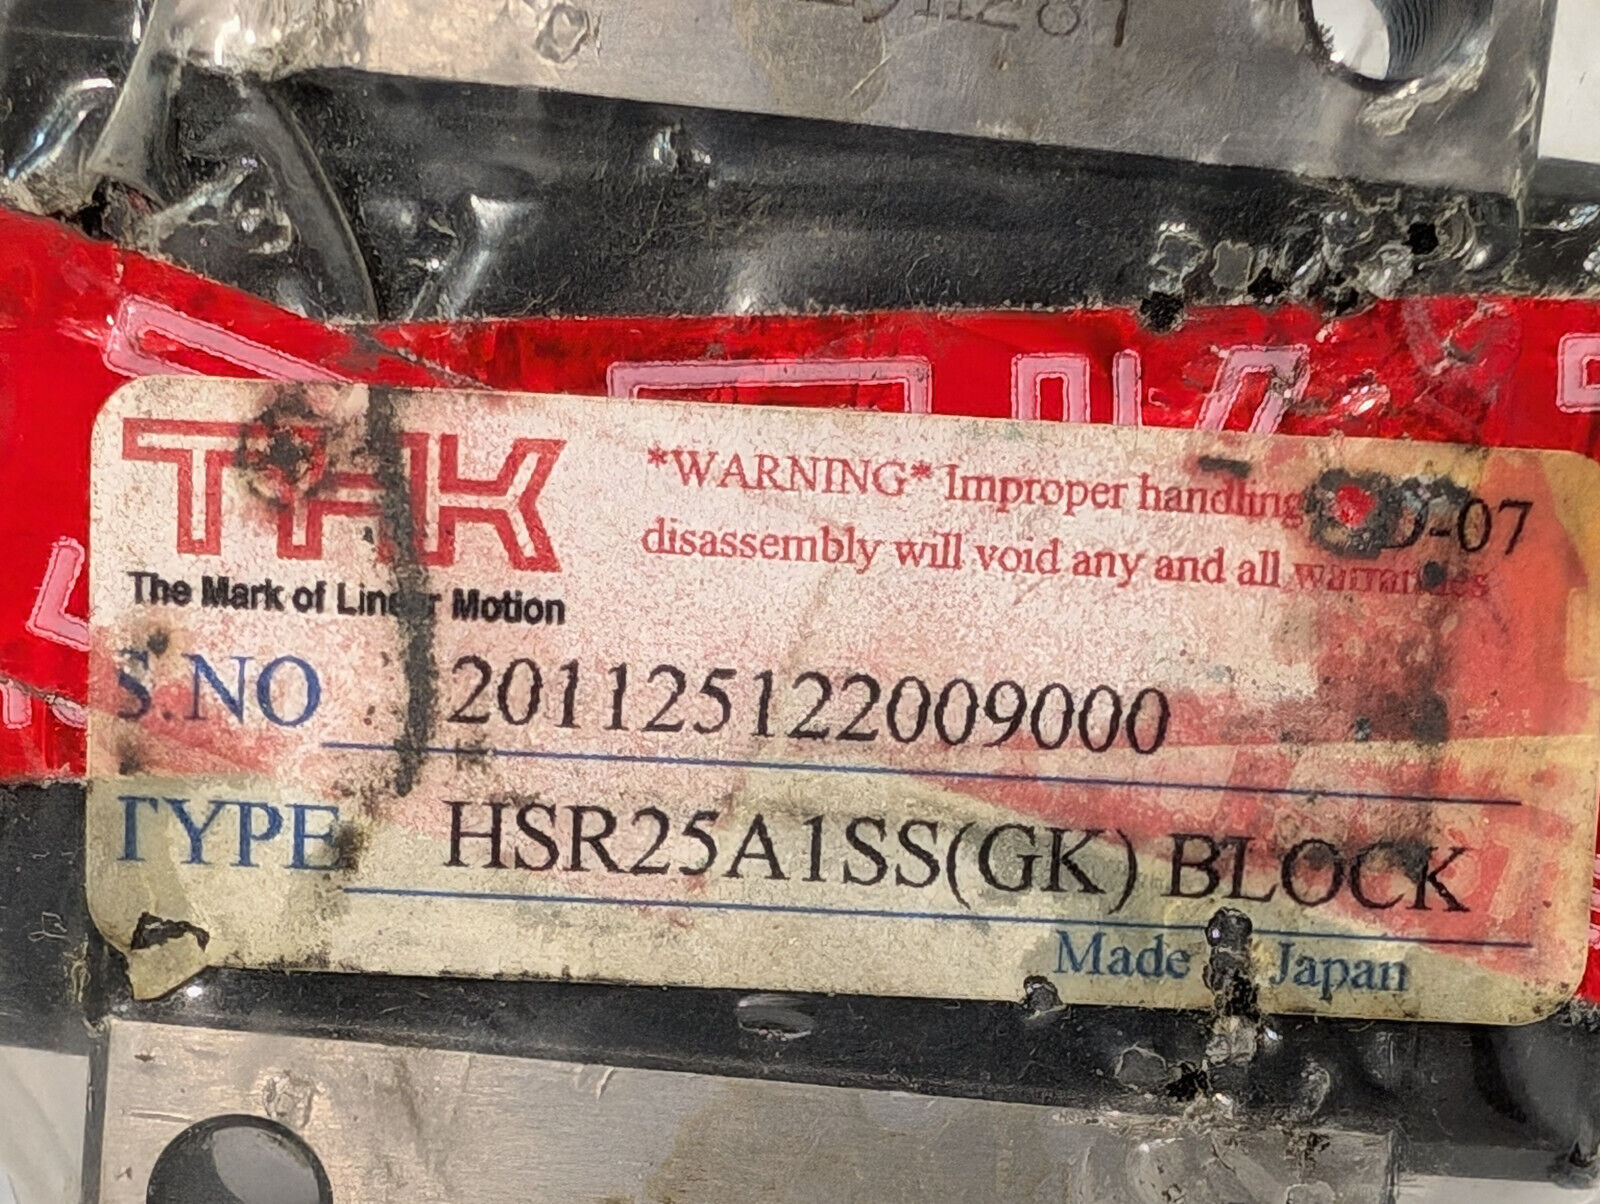 THK
The Mark of Linear Motion
*WARNING* Improper handling
D-07
disassembly will void any and all warranties
S.NO 201125122009000
TYPE HSR25A1SS(GK) BLOCK
Made Japan